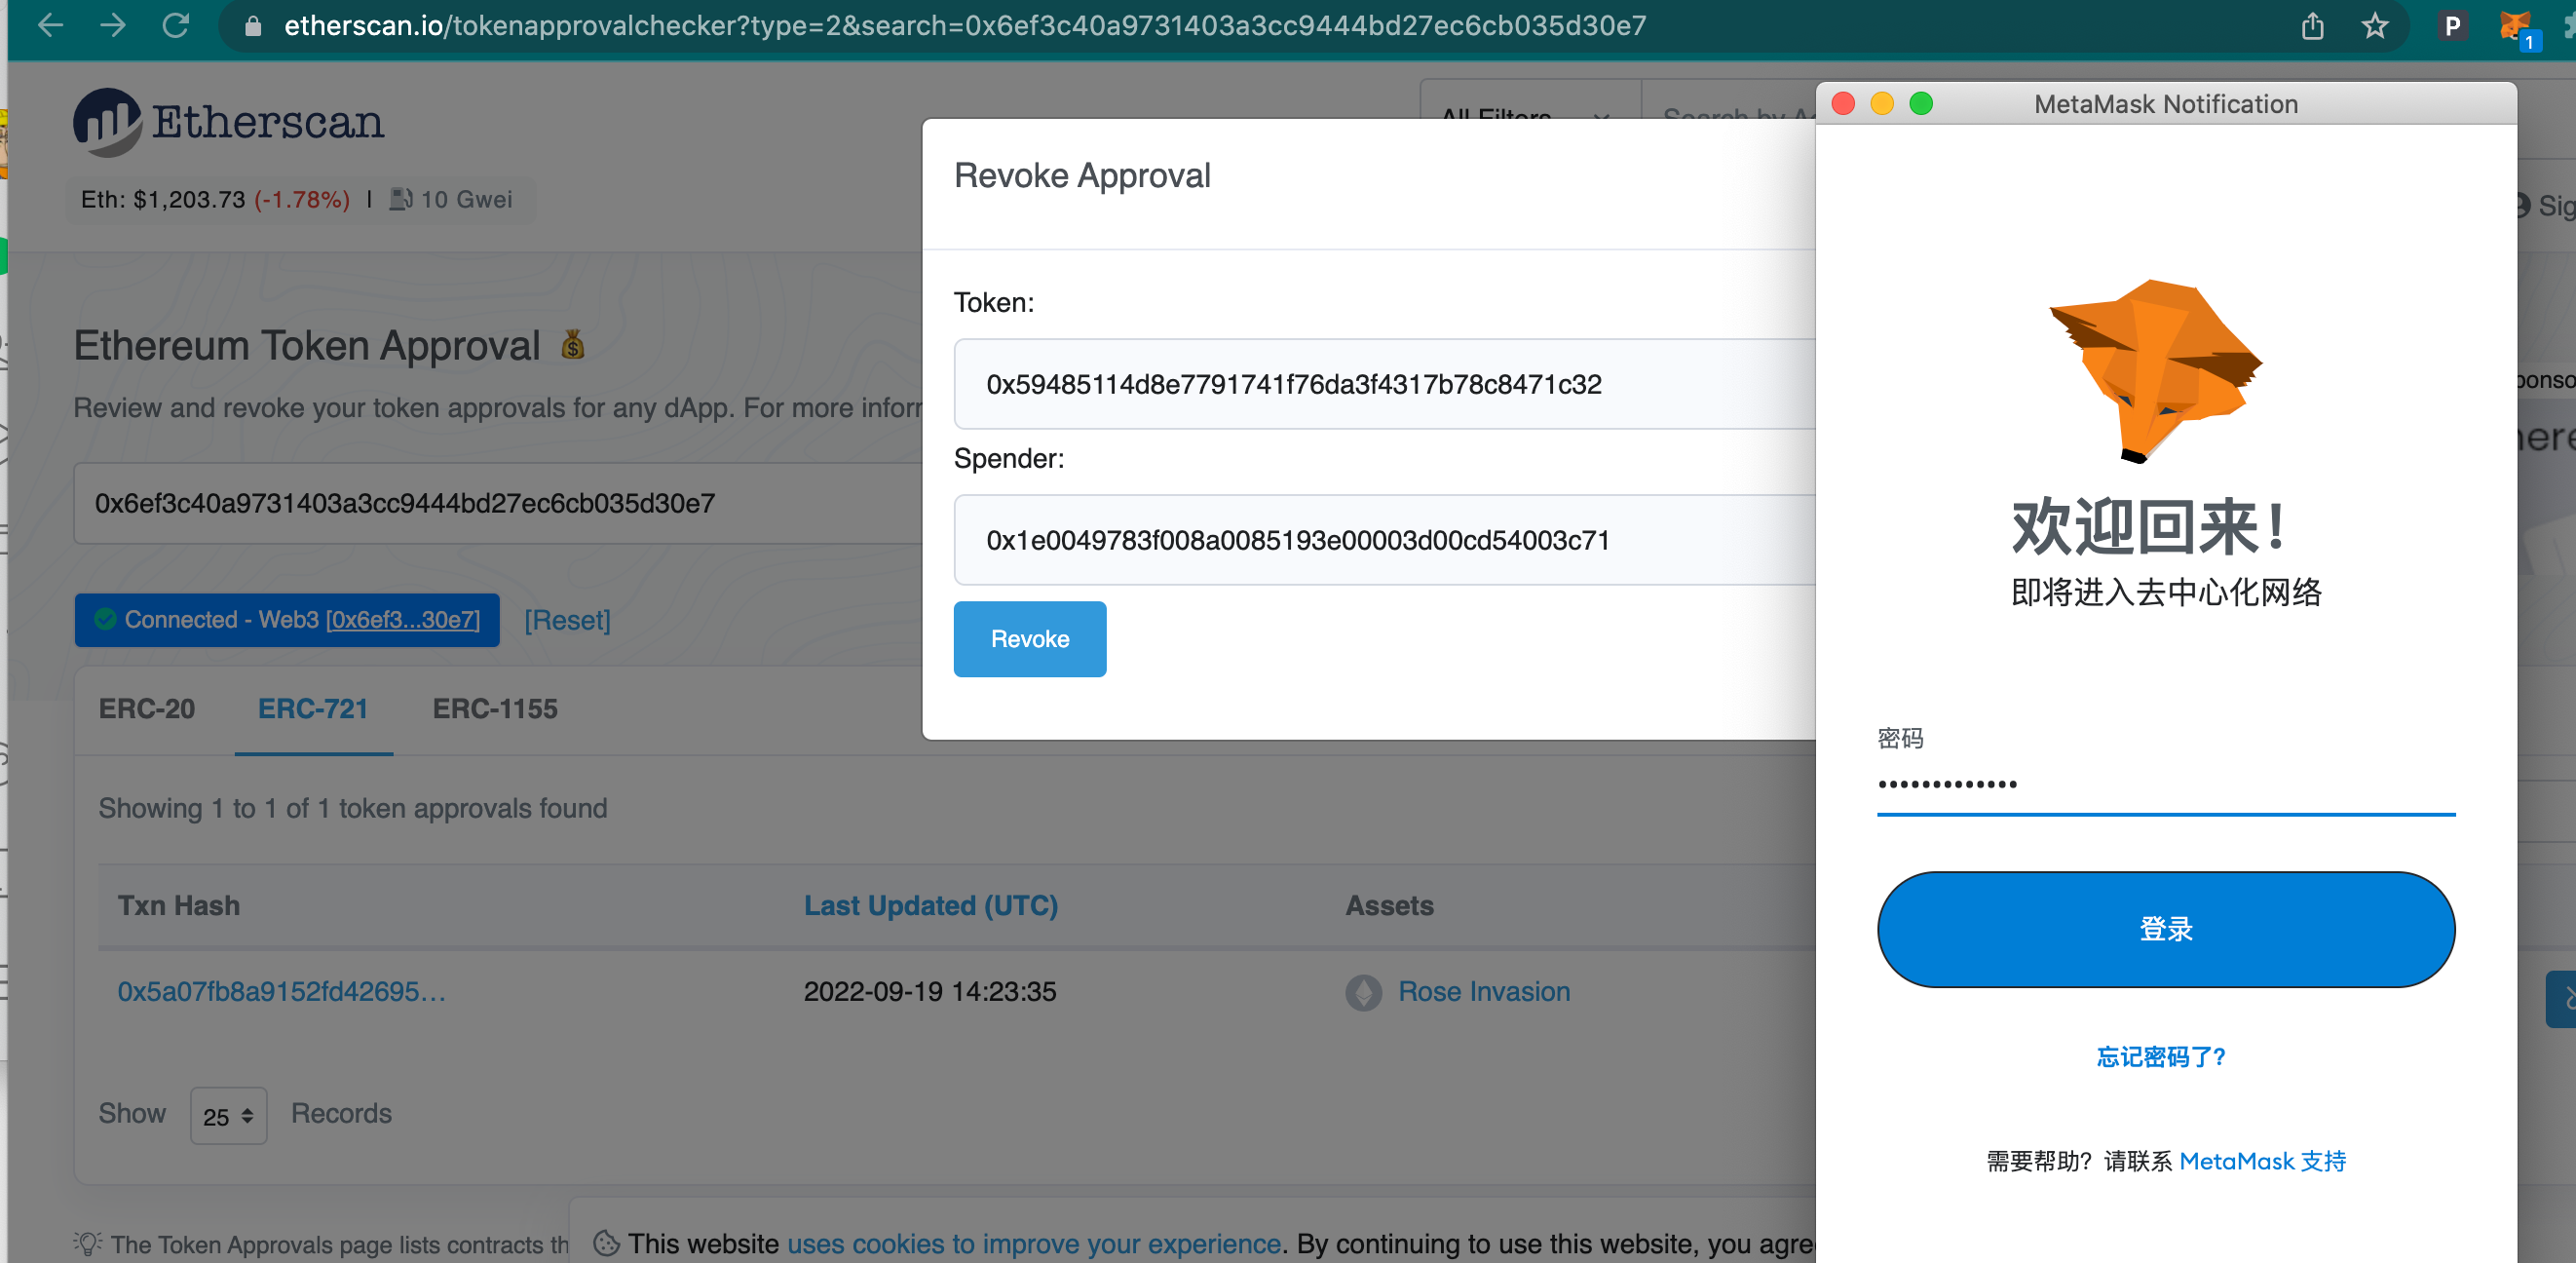 etherscan.io/tokenapprovalchecker?type=2&search=0x6ef3c40a9731403a3cc9444bd27ec6cb035d30e7
P
1
Etherscan
All Filters
Eth: $1,203.73 (-1.78%) | 10 Gwei
Ethereum Token Approval
Review and revoke your token approvals for any dApp. For more
0x6ef3c40a9731403a3cc9444bd27ec6cb035d30e7
Connected - Web3 [0x6ef3...30e7]
[Reset]
ERC-20
ERC-721
ERC-1155
Showing 1 to 1 of 1 token approvals found
Txn Hash
Last Updated (UTC)
Assets
0x5a07fb8a9152fd42695...
2022-09-19 14:23:35
Rose Invasion
Show
25
Records
The Token Approvals page lists contracts
This website uses cookies to improve your experience. By continuing to use this website, you
Revoke Approval
Token:
0x59485114d8e7791741f76da3f4317b78c8471c32
Spender:
0x1e0049783f008a0085193e00003d00cd54003c71
Revoke
MetaMask Notification
欢迎回来！
即将进入去中心化网络
密码
•••••••••••••
登录
忘记密码了？
需要帮助？请联系 MetaMask 支持